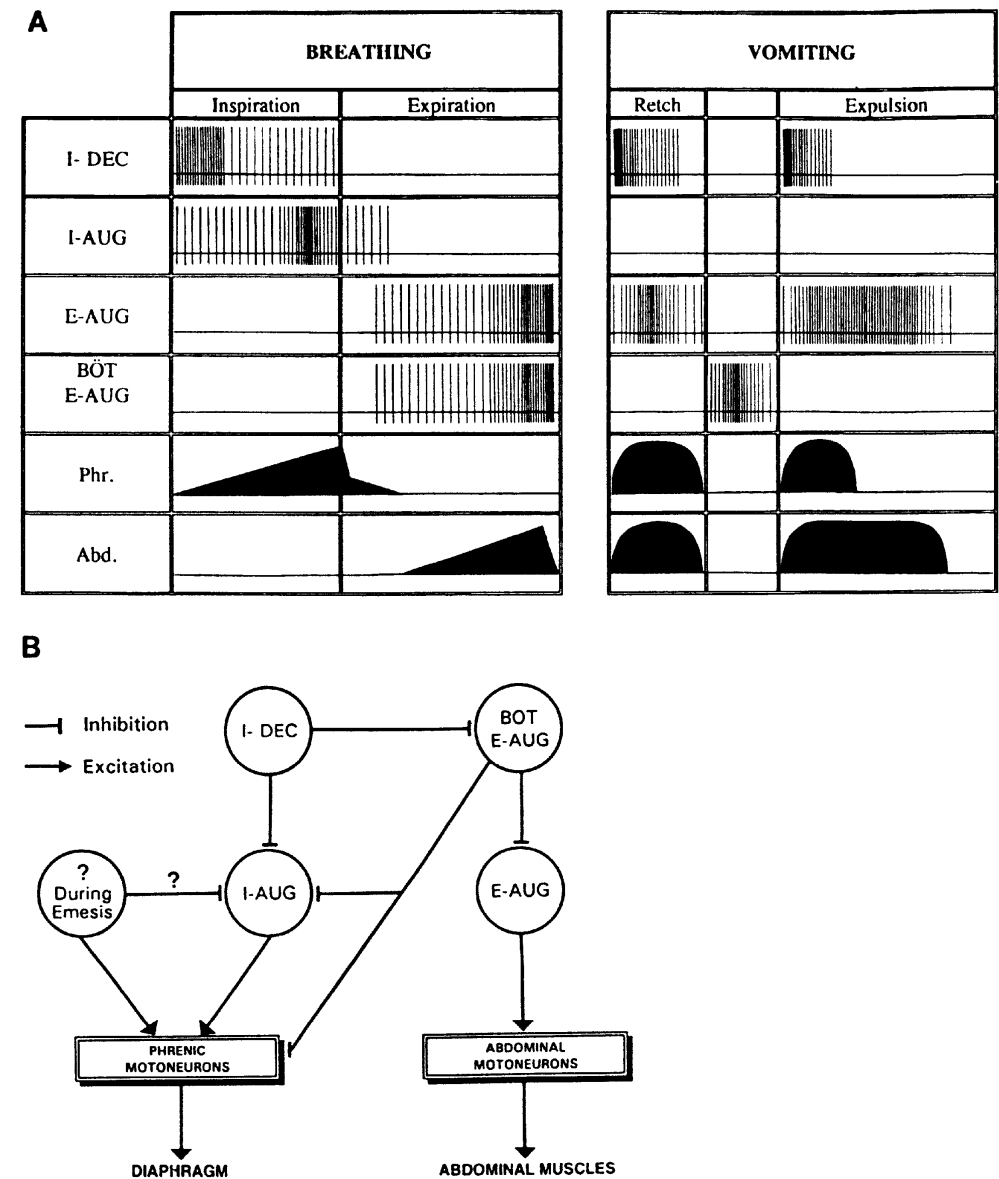 A
BREATHING
VOMITING
Inspiration
Expiration
Retch
Expulsion
I- DEC
I-AUG
E-AUG
BÖT
E-AUG
Phr.
Abd.
B
Inhibition
Excitation
I- DEC
BOT
E-AUG
?
During
Emesis
?
I-AUG
E-AUG
PHRENIC
MOTONEURONS
ABDOMINAL
MOTONEURONS
DIAPHRAGM
ABDOMINAL MUSCLES